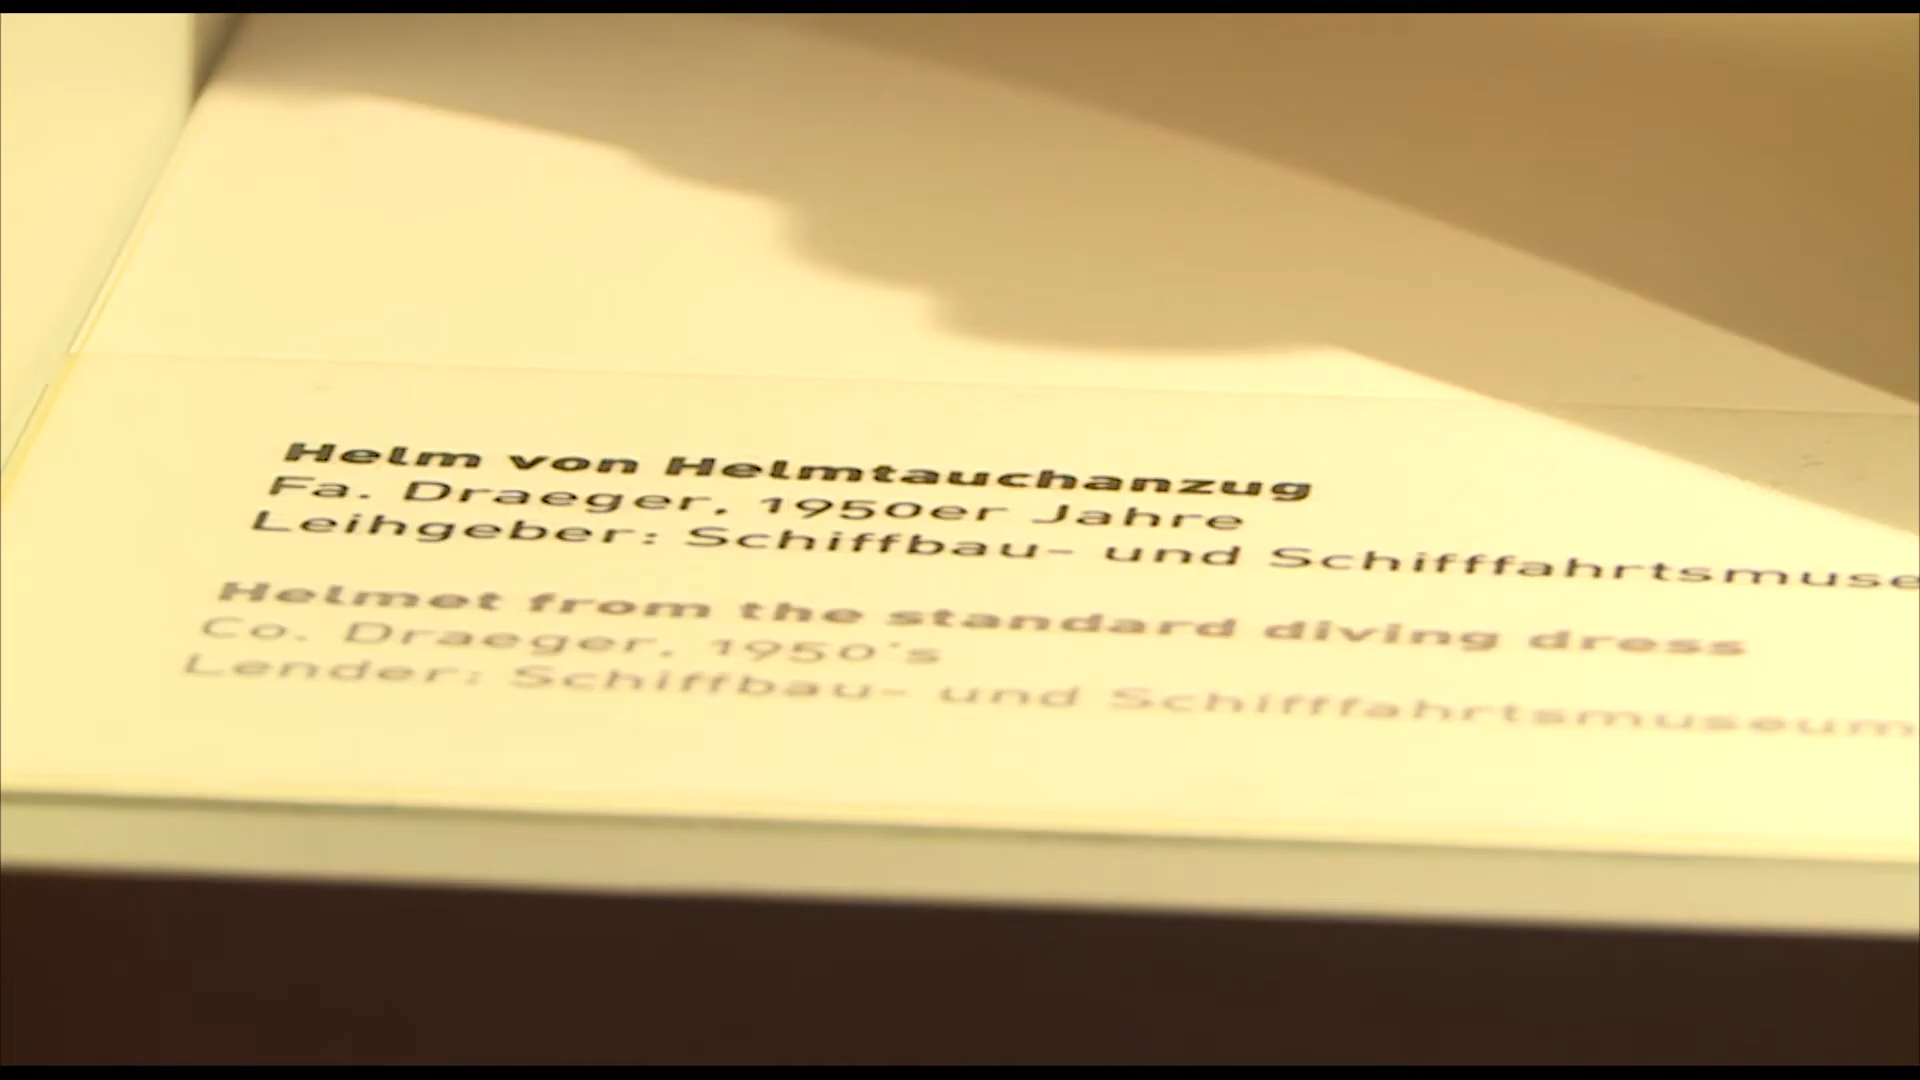 Helm von Helmtauchanzug
Fa. Draeger, 1950er Jahre
Leihgeber: Schiffbau- und Schifffahrtsmuse
Helmet from the standard diving dress
Co. Draeger, 1950's
Lender: Schiffbau- und Schifffahrtsmuseum